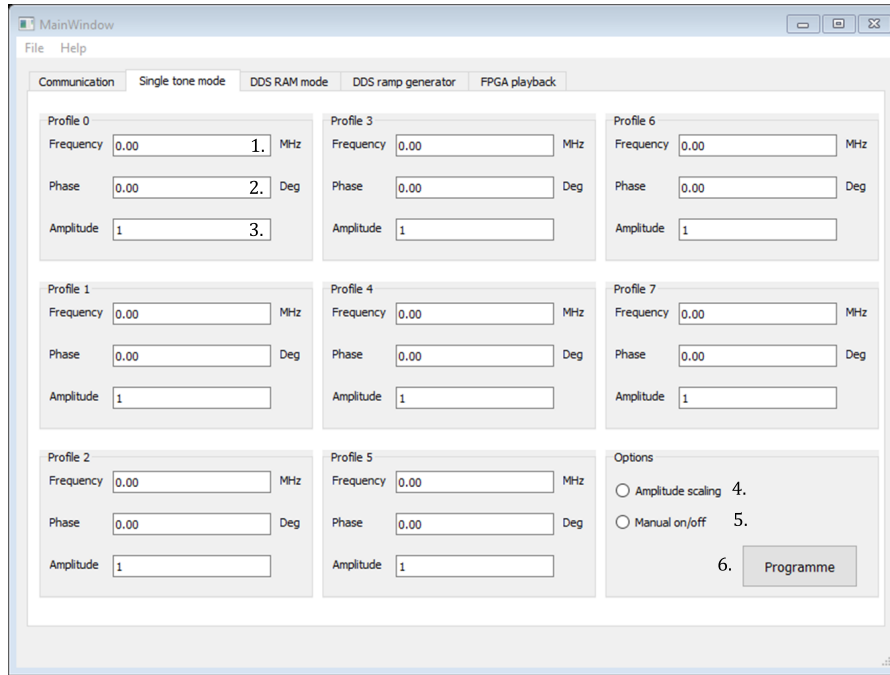 MainWindow
File Help
Communication Single tone mode DDS RAM mode DDS ramp generator FPGA playback
Profile 0
Frequency 0.00 1. MHz
Phase 0.00 2. Deg
Amplitude 1 3.
Profile 3
Frequency 0.00 MHz
Phase 0.00 Deg
Amplitude 1
Profile 6
Frequency 0.00 MHz
Phase 0.00 Deg
Amplitude 1
Profile 1
Frequency 0.00 MHz
Phase 0.00 Deg
Amplitude 1
Profile 4
Frequency 0.00 MHz
Phase 0.00 Deg
Amplitude 1
Profile 7
Frequency 0.00 MHz
Phase 0.00 Deg
Amplitude 1
Profile 2
Frequency 0.00 MHz
Phase 0.00 Deg
Amplitude 1
Profile 5
Frequency 0.00 MHz
Phase 0.00 Deg
Amplitude 1
Options
Amplitude scaling 4.
Manual on/off 5.
6. Programme